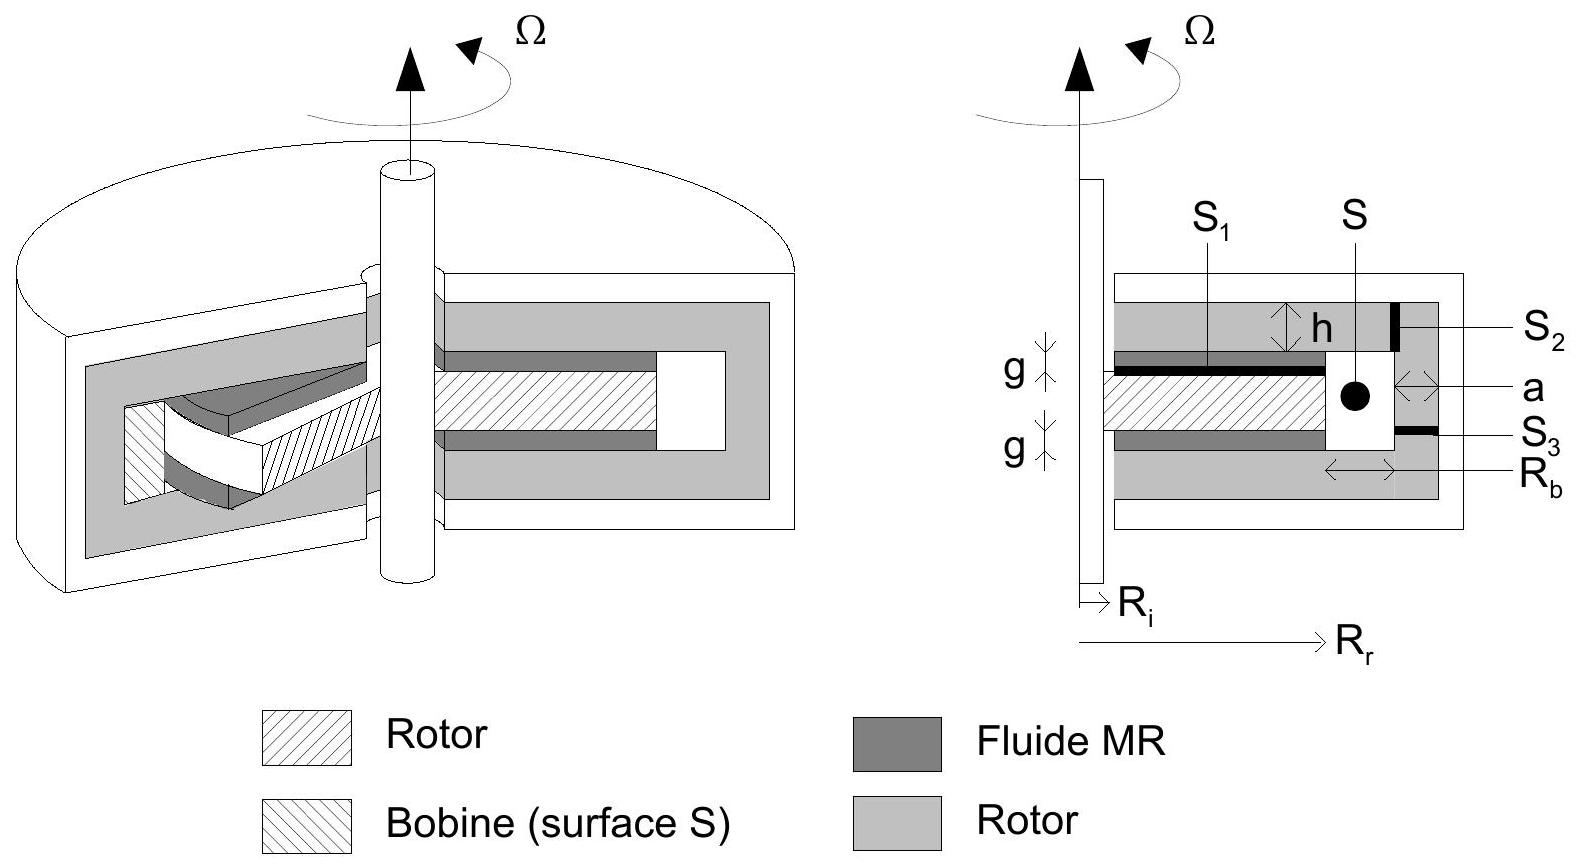 Ω
Ω
S1
S
h
S2
g
a
g
S3
Rb
Ri
Rr
Rotor
Fluide MR
Bobine (surface S)
Rotor